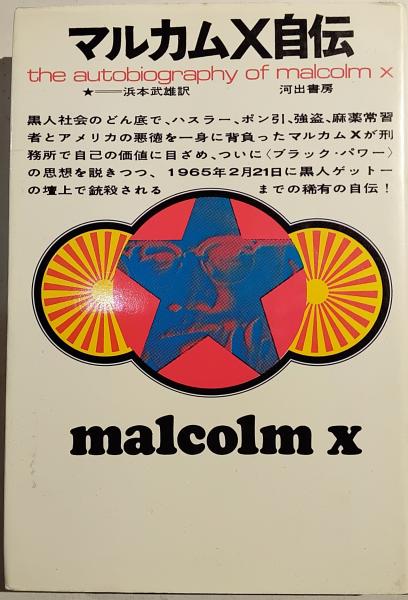 マルカムX自伝
the autobiography of malcolm x
★──浜本武雄訳 河出書房
黒人社会のどん底で、ハスラー、ポン引、強盗、麻薬常習
者とアメリカの悪徳を一身に背負ったマルカムXが刑
務所で自己の価値に目ざめ、ついに〈ブラック・パワー〉
の思想を説きつつ、1965年2月21日に黒人ゲットー
の壇上で銃殺される までの稀有の自伝!
malcolm x